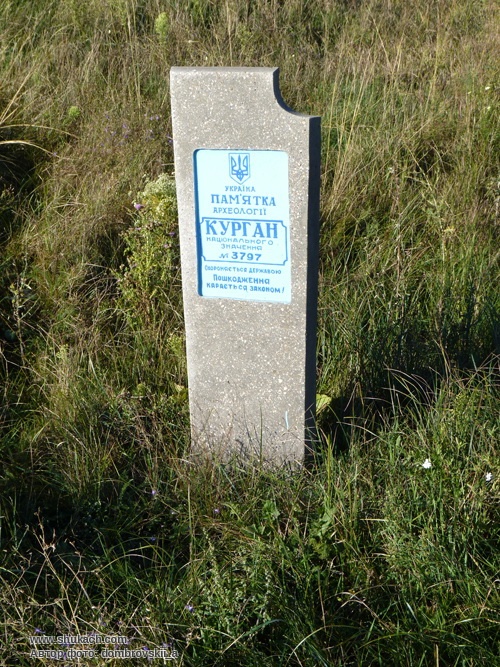 УКРАЇНА
ПАМ'ЯТКА
АРХЕОЛОГІЇ
КУРГАН
НАЦІОНАЛЬНОГО
ЗНАЧЕННЯ
№ 3797
Охороняється державою
Пошкодження
карається законом!
www.shukach.com
Автор фото: dombrovskii_a